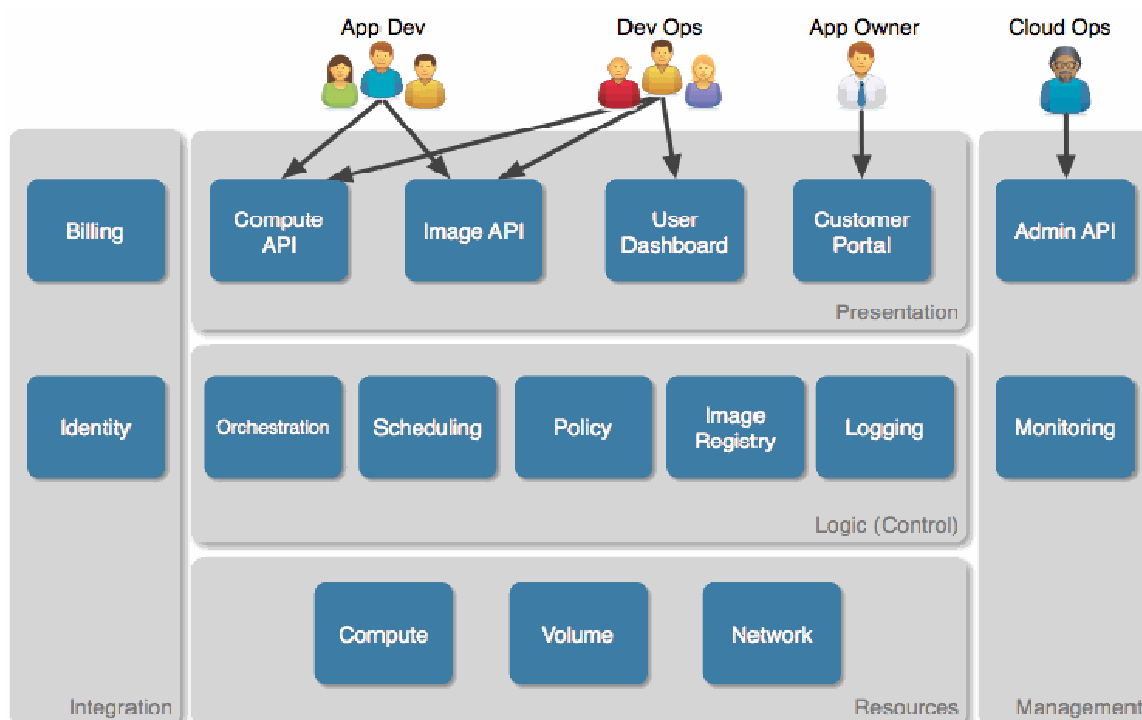 App Dev
Dev Ops
App Owner
Cloud Ops
Billing
Compute
API
Image API
User
Dashboard
Customer
Portal
Admin API
Presentation
Identity
Orchestration
Scheduling
Policy
Image
Registry
Logging
Monitoring
Logic (Control)
Compute
Volume
Network
Integration
Resources
Management